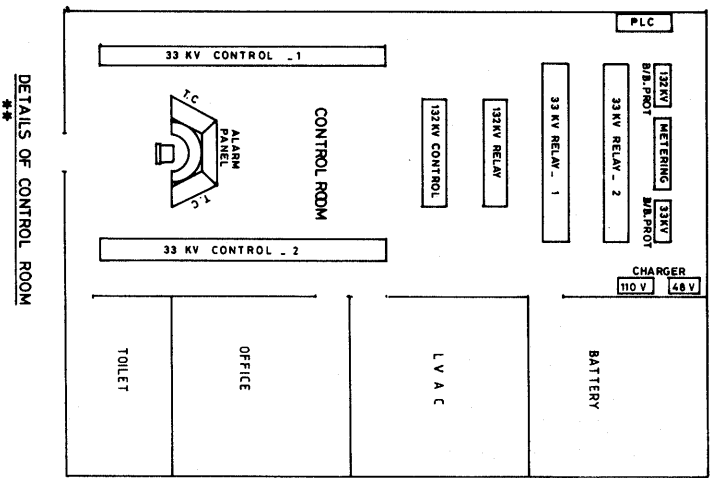 PLC
33 KV CONTROL _ 1
132KV
B/B.PROT
METERING
33KV
B/B.PROT
33 KV RELAY _ 2
33 KV RELAY _ 1
132KV RELAY
132KV CONTROL
CONTROL ROOM
T.C
ALARM
PANEL
T.C
33 KV CONTROL _ 2
CHARGER
110 V
48 V
TOILET
OFFICE
L V A C
BATTERY
DETAILS OF CONTROL ROOM
**